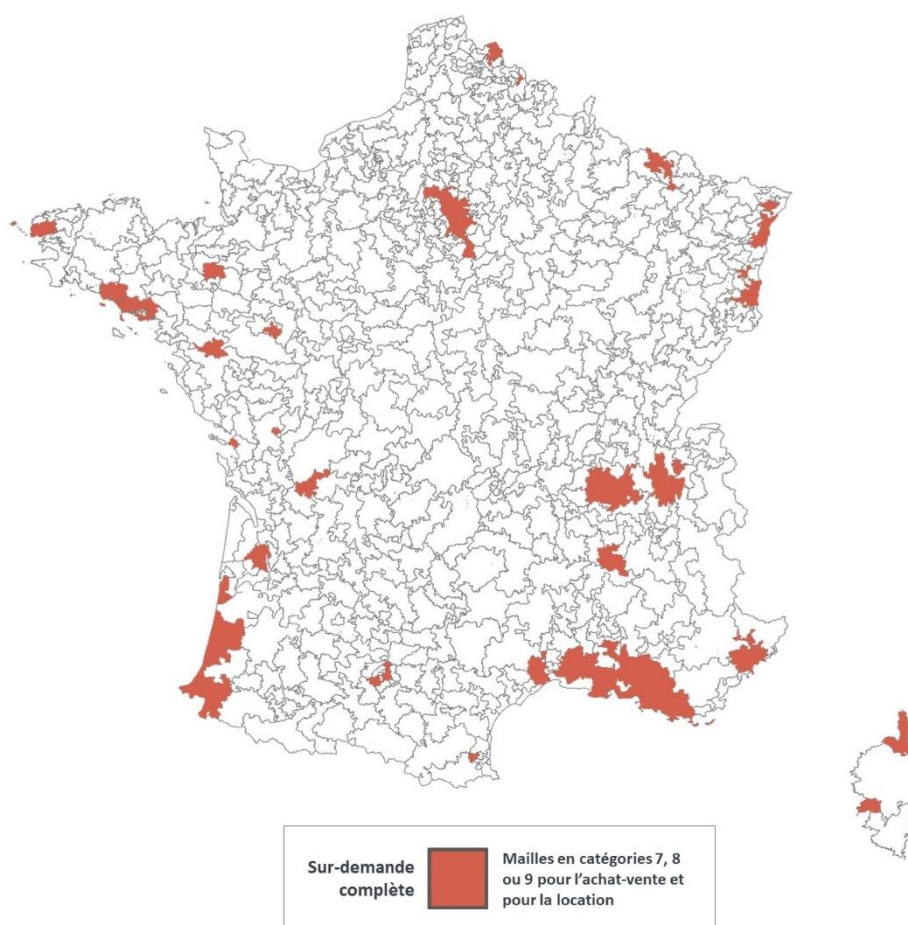 Sur-demande
complète
Mailles en catégories 7, 8
ou 9 pour l’achat-vente et
pour la location